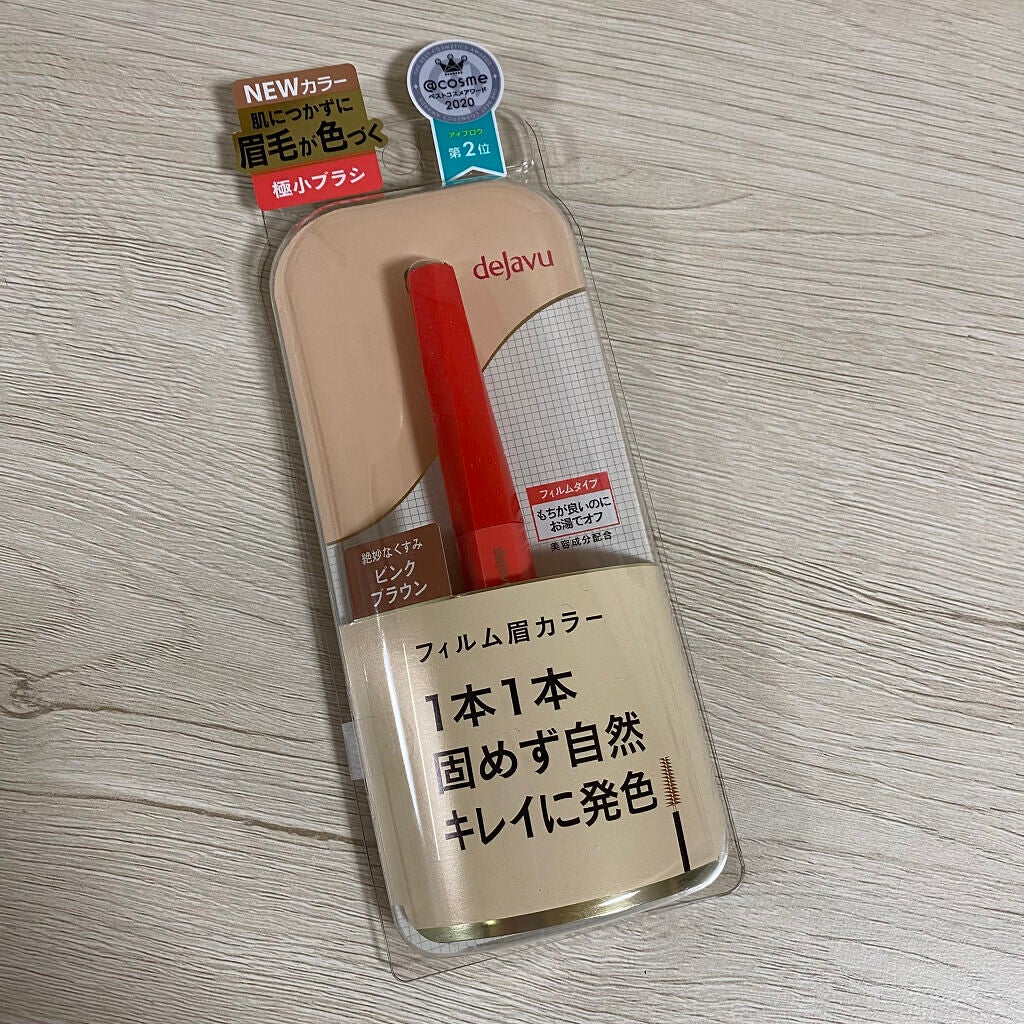 NEWカラー
肌につかずに
眉毛が色づく
極小ブラシ
@cosme
ベストコスメアワード
2020
アイブロウ
第2位
dejavu
フィルムタイプ
もちが良いのに
お湯でオフ
美容成分配合
絶妙なくすみ
ピンク
ブラウン
フィルム眉カラー
1本1本
固めず自然
キレイに発色